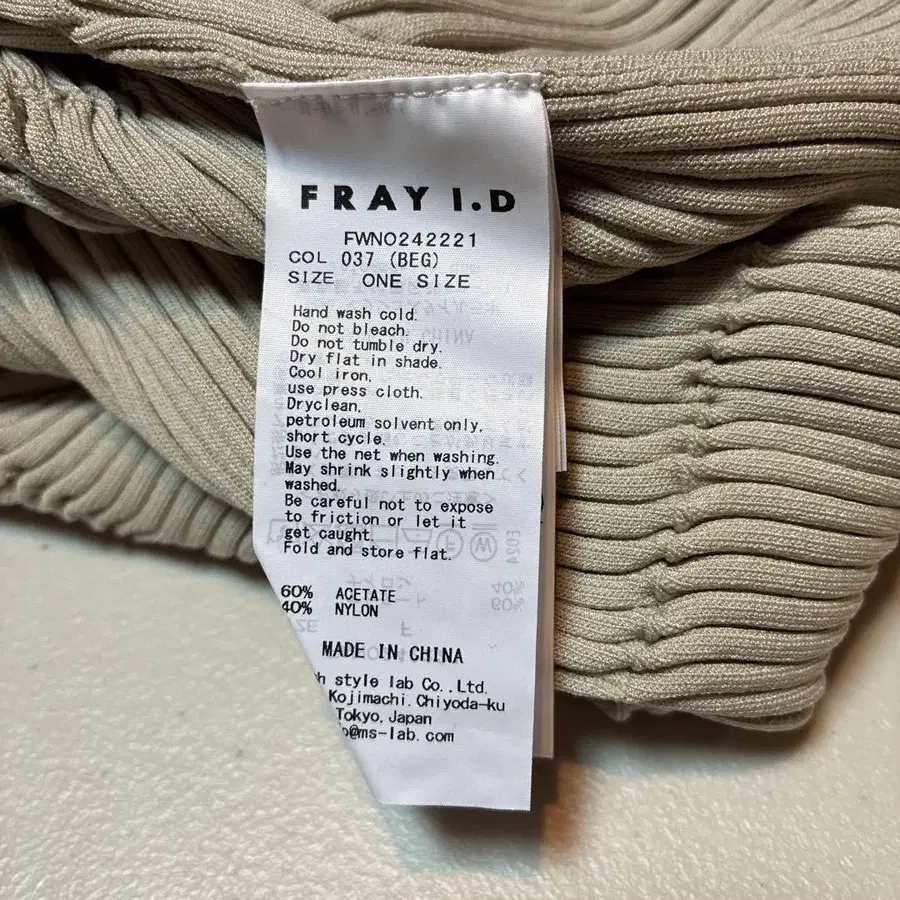 FRAY I.D
FWNO242221
COL 037 (BEG)
SIZE ONE SIZE
Hand wash cold.
Do not bleach.
Do not tumble dry.
Dry flat in shade.
Cool iron,
use press cloth.
Dryclean,
petroleum solvent only,
short cycle.
Use the net when washing.
May shrink slightly when
washed.
Be careful not to expose
to friction or let it
get caught.
Fold and store flat.
60% ACETATE
40% NYLON
MADE IN CHINA
style lab Co.,Ltd.
Kojimachi.Chiyoda-ku
Tokyo,Japan
@ms-lab.com